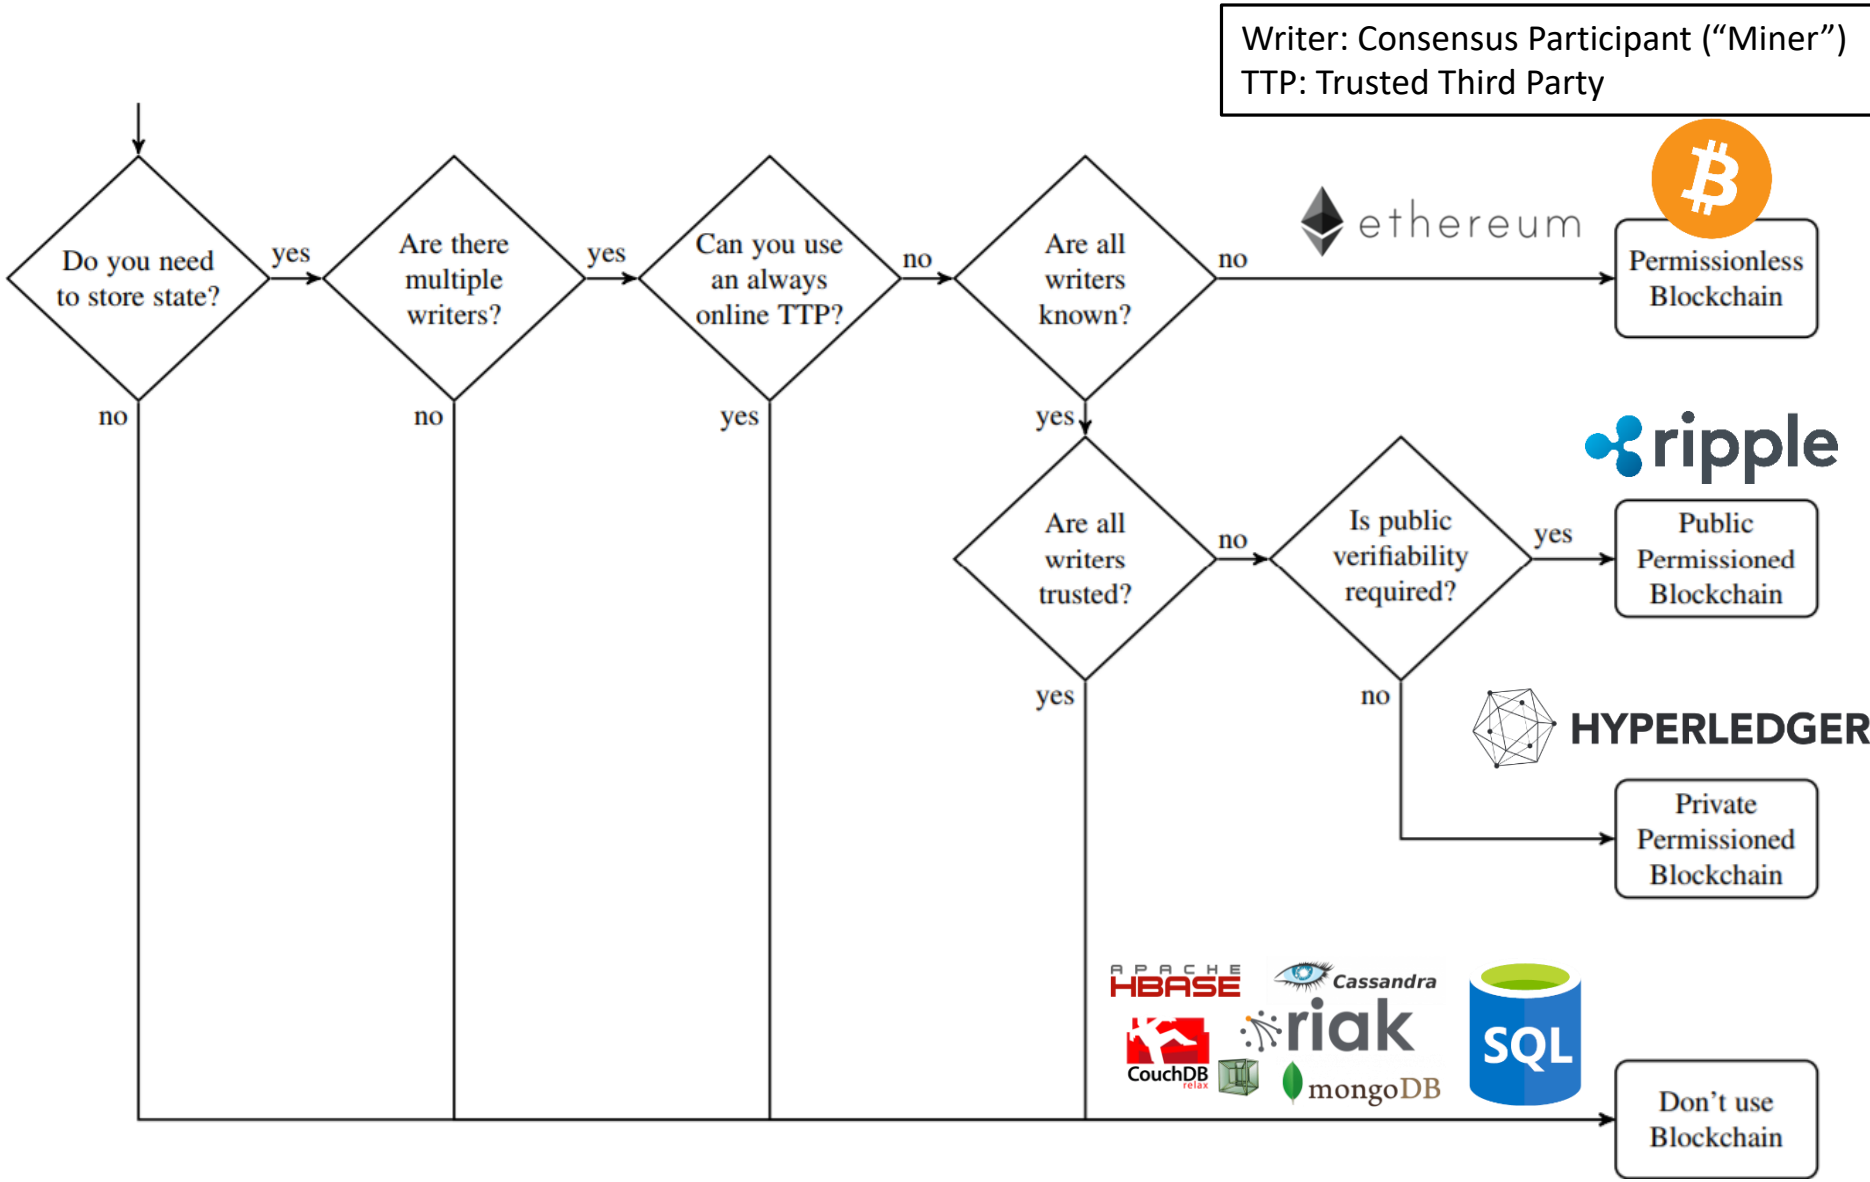 Writer: Consensus Participant (“Miner”)
TTP: Trusted Third Party
Do you need
to store state?
yes
no
Are there
multiple
writers?
yes
no
Can you use
an always
online TTP?
no
yes
Are all
writers
known?
no
yes
ethereum
Permissionless
Blockchain
Are all
writers
trusted?
no
yes
Is public
verifiability
required?
yes
no
ripple
Public
Permissioned
Blockchain
HYPERLEDGER
Private
Permissioned
Blockchain
APACHE
HBASE
Cassandra
riak
CouchDB
relax
mongoDB
SQL
Don’t use
Blockchain